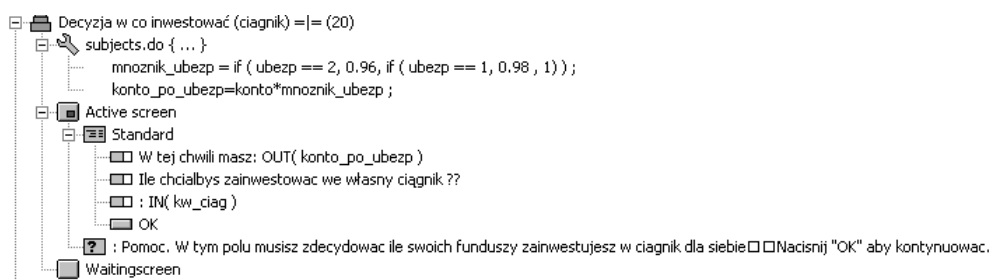 Decyzja w co inwestować (ciagnik) =|= (20)
subjects.do { ... }
mnoznik_ubezp = if ( ubezp == 2, 0.96, if ( ubezp == 1, 0.98 , 1) ) ;
konto_po_ubezp=konto*mnoznik_ubezp ;
Active screen
Standard
W tej chwili masz: OUT( konto_po_ubezp )
Ile chcialbys zainwestowac we własny ciągnik ??
: IN( kw_ciag )
OK
? : Pomoc. W tym polu musisz zdecydowac ile swoich funduszy zainwestujesz w ciagnik dla siebie□□Nacisnij "OK" aby kontynuowac.
Waitingscreen